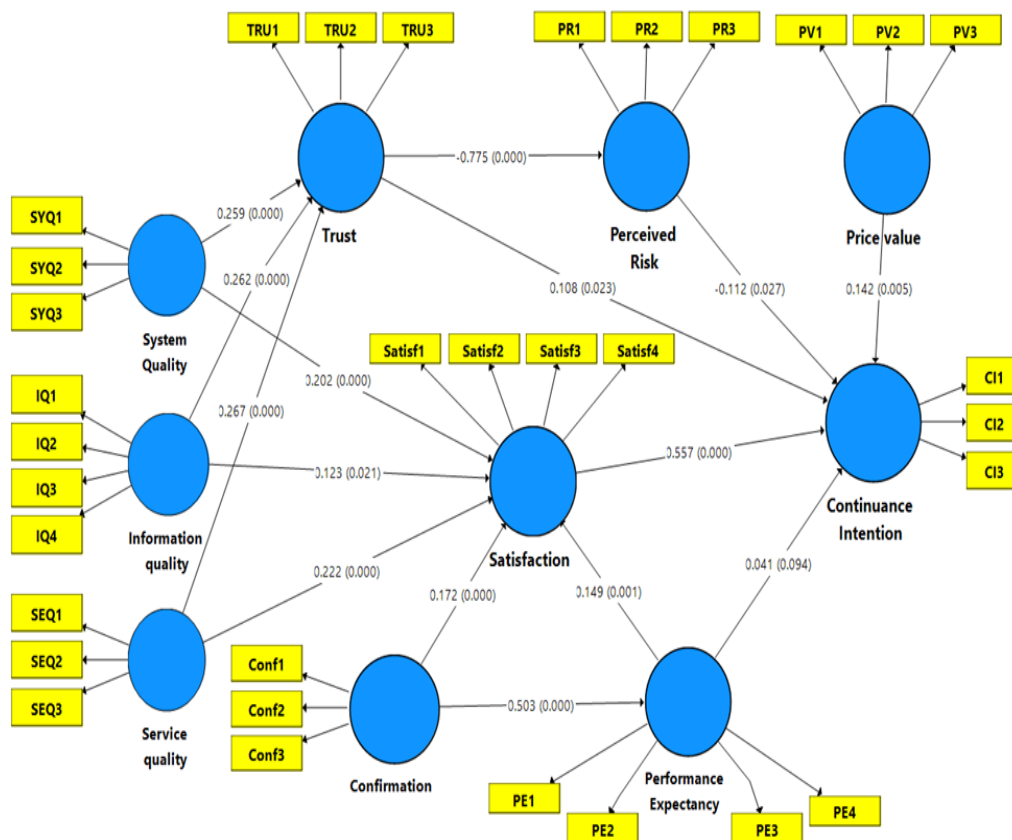 TRU1
TRU2
TRU3
PR1
PR2
PR3
PV1
PV2
PV3
-0.775 (0.000)
SYQ1
SYQ2
SYQ3
0.259 (0.000)
Trust
Perceived
Risk
Price value
0.262 (0.000)
0.108 (0.023)
-0.112 (0.027)
0.142 (0.005)
System
Quality
Satisf1
Satisf2
Satisf3
Satisf4
0.202 (0.000)
CI1
CI2
CI3
IQ1
IQ2
IQ3
IQ4
0.267 (0.000)
0.123 (0.021)
0.557 (0.000)
Information
quality
Satisfaction
Continuance
Intention
0.222 (0.000)
0.172 (0.000)
0.149 (0.001)
0.041 (0.094)
SEQ1
SEQ2
SEQ3
Conf1
Conf2
Conf3
0.503 (0.000)
Service
quality
Confirmation
Performance
Expectancy
PE1
PE2
PE3
PE4